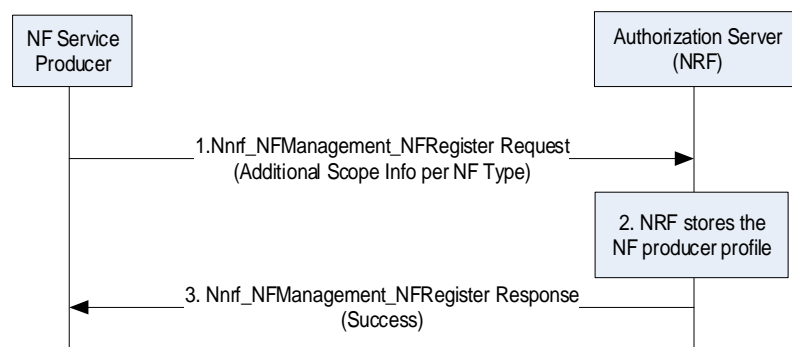 NF Service
Producer
Authorization Server
(NRF)
1.Nnrf_NFManagement_NFRegister Request
(Additional Scope Info per NF Type)
2. NRF stores the
NF producer profile
3. Nnrf_NFManagement_NFRegister Response
(Success)